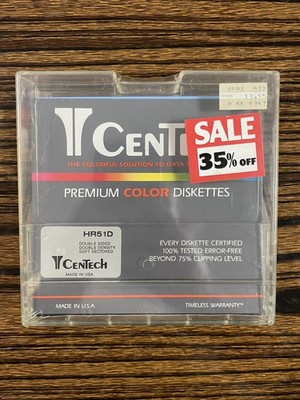 CENTECH
THE COLORFUL SOLUTION TO DATA
SALE
35% OFF
PREMIUM COLOR DISKETTES
HR51D
DOUBLE SIDED
DOUBLE DENSITY
SOFT SECTORED
CENTECH
MADE IN USA
EVERY DISKETTE CERTIFIED
100% TESTED ERROR-FREE
BEYOND 75% CLIPPING LEVEL
MADE IN U.S.A.
TIMELESS WARRANTY™